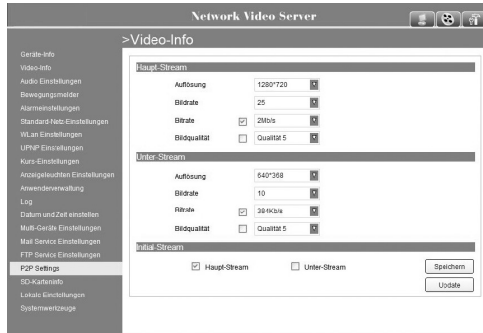 Network Video Server
>Video-Info
Geräte-Info
Video-Info
Audio Einstellungen
Bewegungsmelder
Alarmeinstellungen
Standard-Netz-Einstellungen
WLan Einstellungen
UPNP Einstellungen
Kurs-Einstellungen
Anzeigeleuchten Einstellungen
Anwenderverwaltung
Log
Datum und Zeit einstellen
Multi-Geräte Einstellungen
Mail Service Einstellungen
FTP Service Einstellungen
P2P Settings
SD-Karteninfo
Lokale Einstellungen
Systemwerkzeuge
Haupt-Stream
Auflösung 1280*720
Bildrate 25
Bitrate 2Mb/s
Bildqualität Qualität 5
Unter-Stream
Auflösung 640*368
Bildrate 10
Bitrate 384Kb/s
Bildqualität Qualität 5
Initial-Stream
Haupt-Stream Unter-Stream Speichern
Update